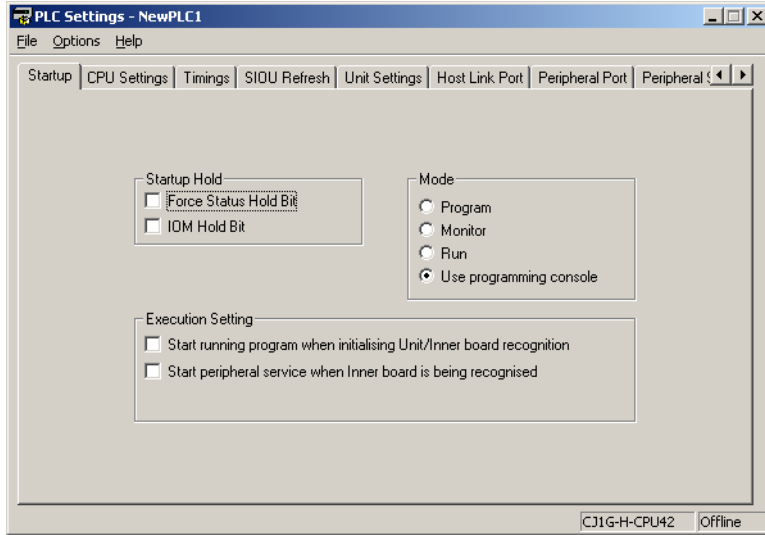 PLC Settings - NewPLC1
File Options Help
Startup CPU Settings Timings SIOU Refresh Unit Settings Host Link Port Peripheral Port Peripheral
Startup Hold
Force Status Hold Bit
IOM Hold Bit
Mode
Program
Monitor
Run
Use programming console
Execution Setting
Start running program when initialising Unit/Inner board recognition
Start peripheral service when Inner board is being recognised
CJ1G-H-CPU42 Offline